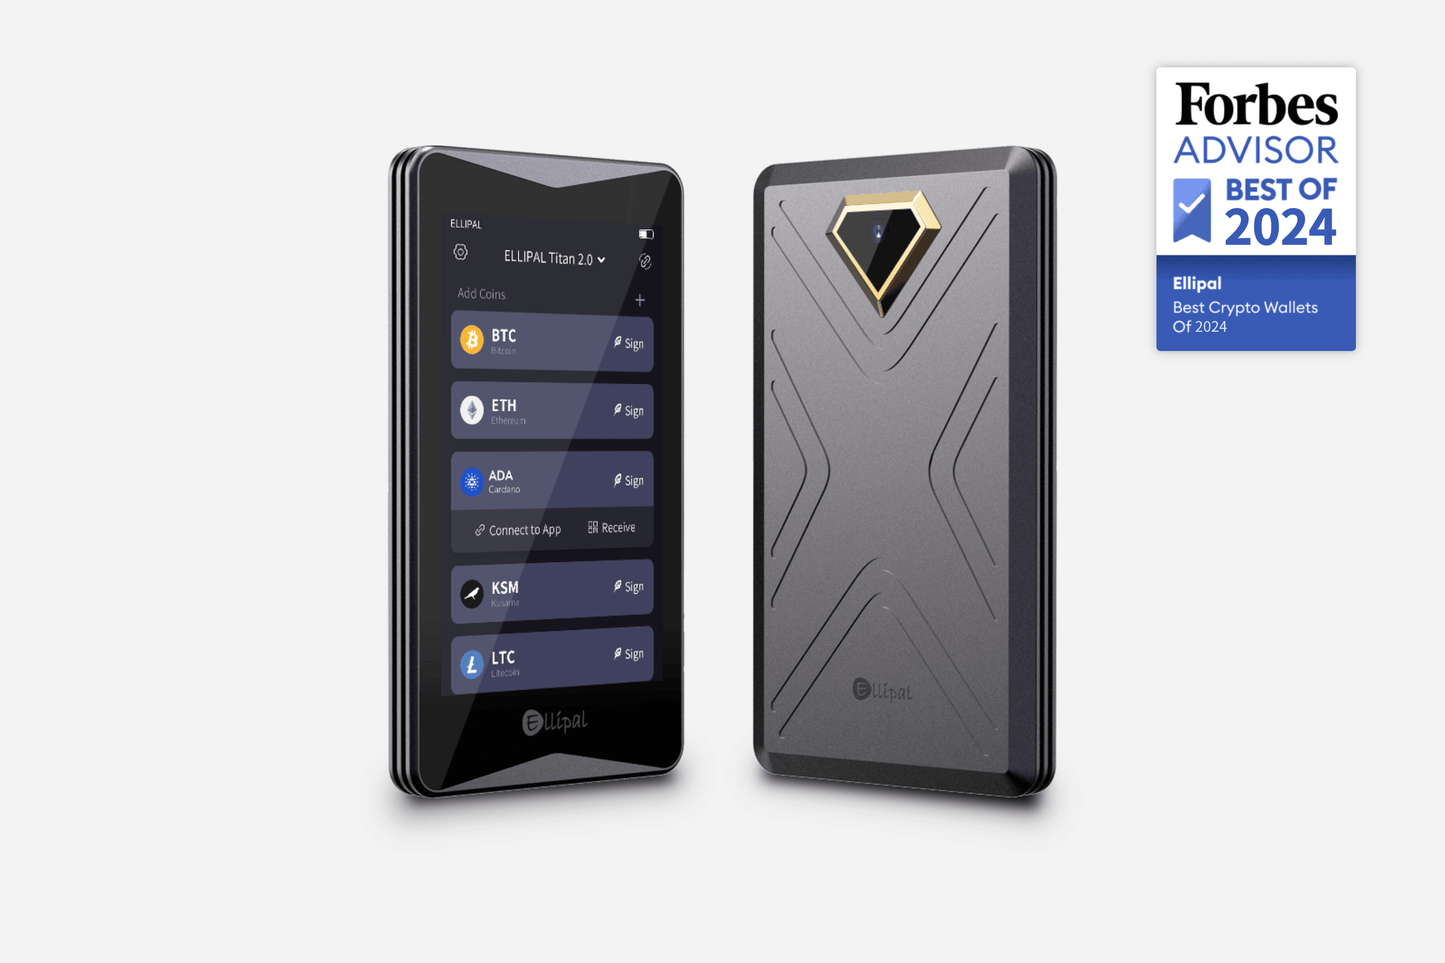 ELLIPAL
ELLIPAL Titan 2.0
Add Coins
+
BTC
Bitcoin
Sign
ETH
Ethereum
Sign
ADA
Cardano
Sign
Connect to App
Receive
KSM
Kusama
Sign
LTC
Litecoin
Sign
Ellipal
Ellipal
Forbes
ADVISOR
BEST OF
2024
Ellipal
Best Crypto Wallets
Of 2024